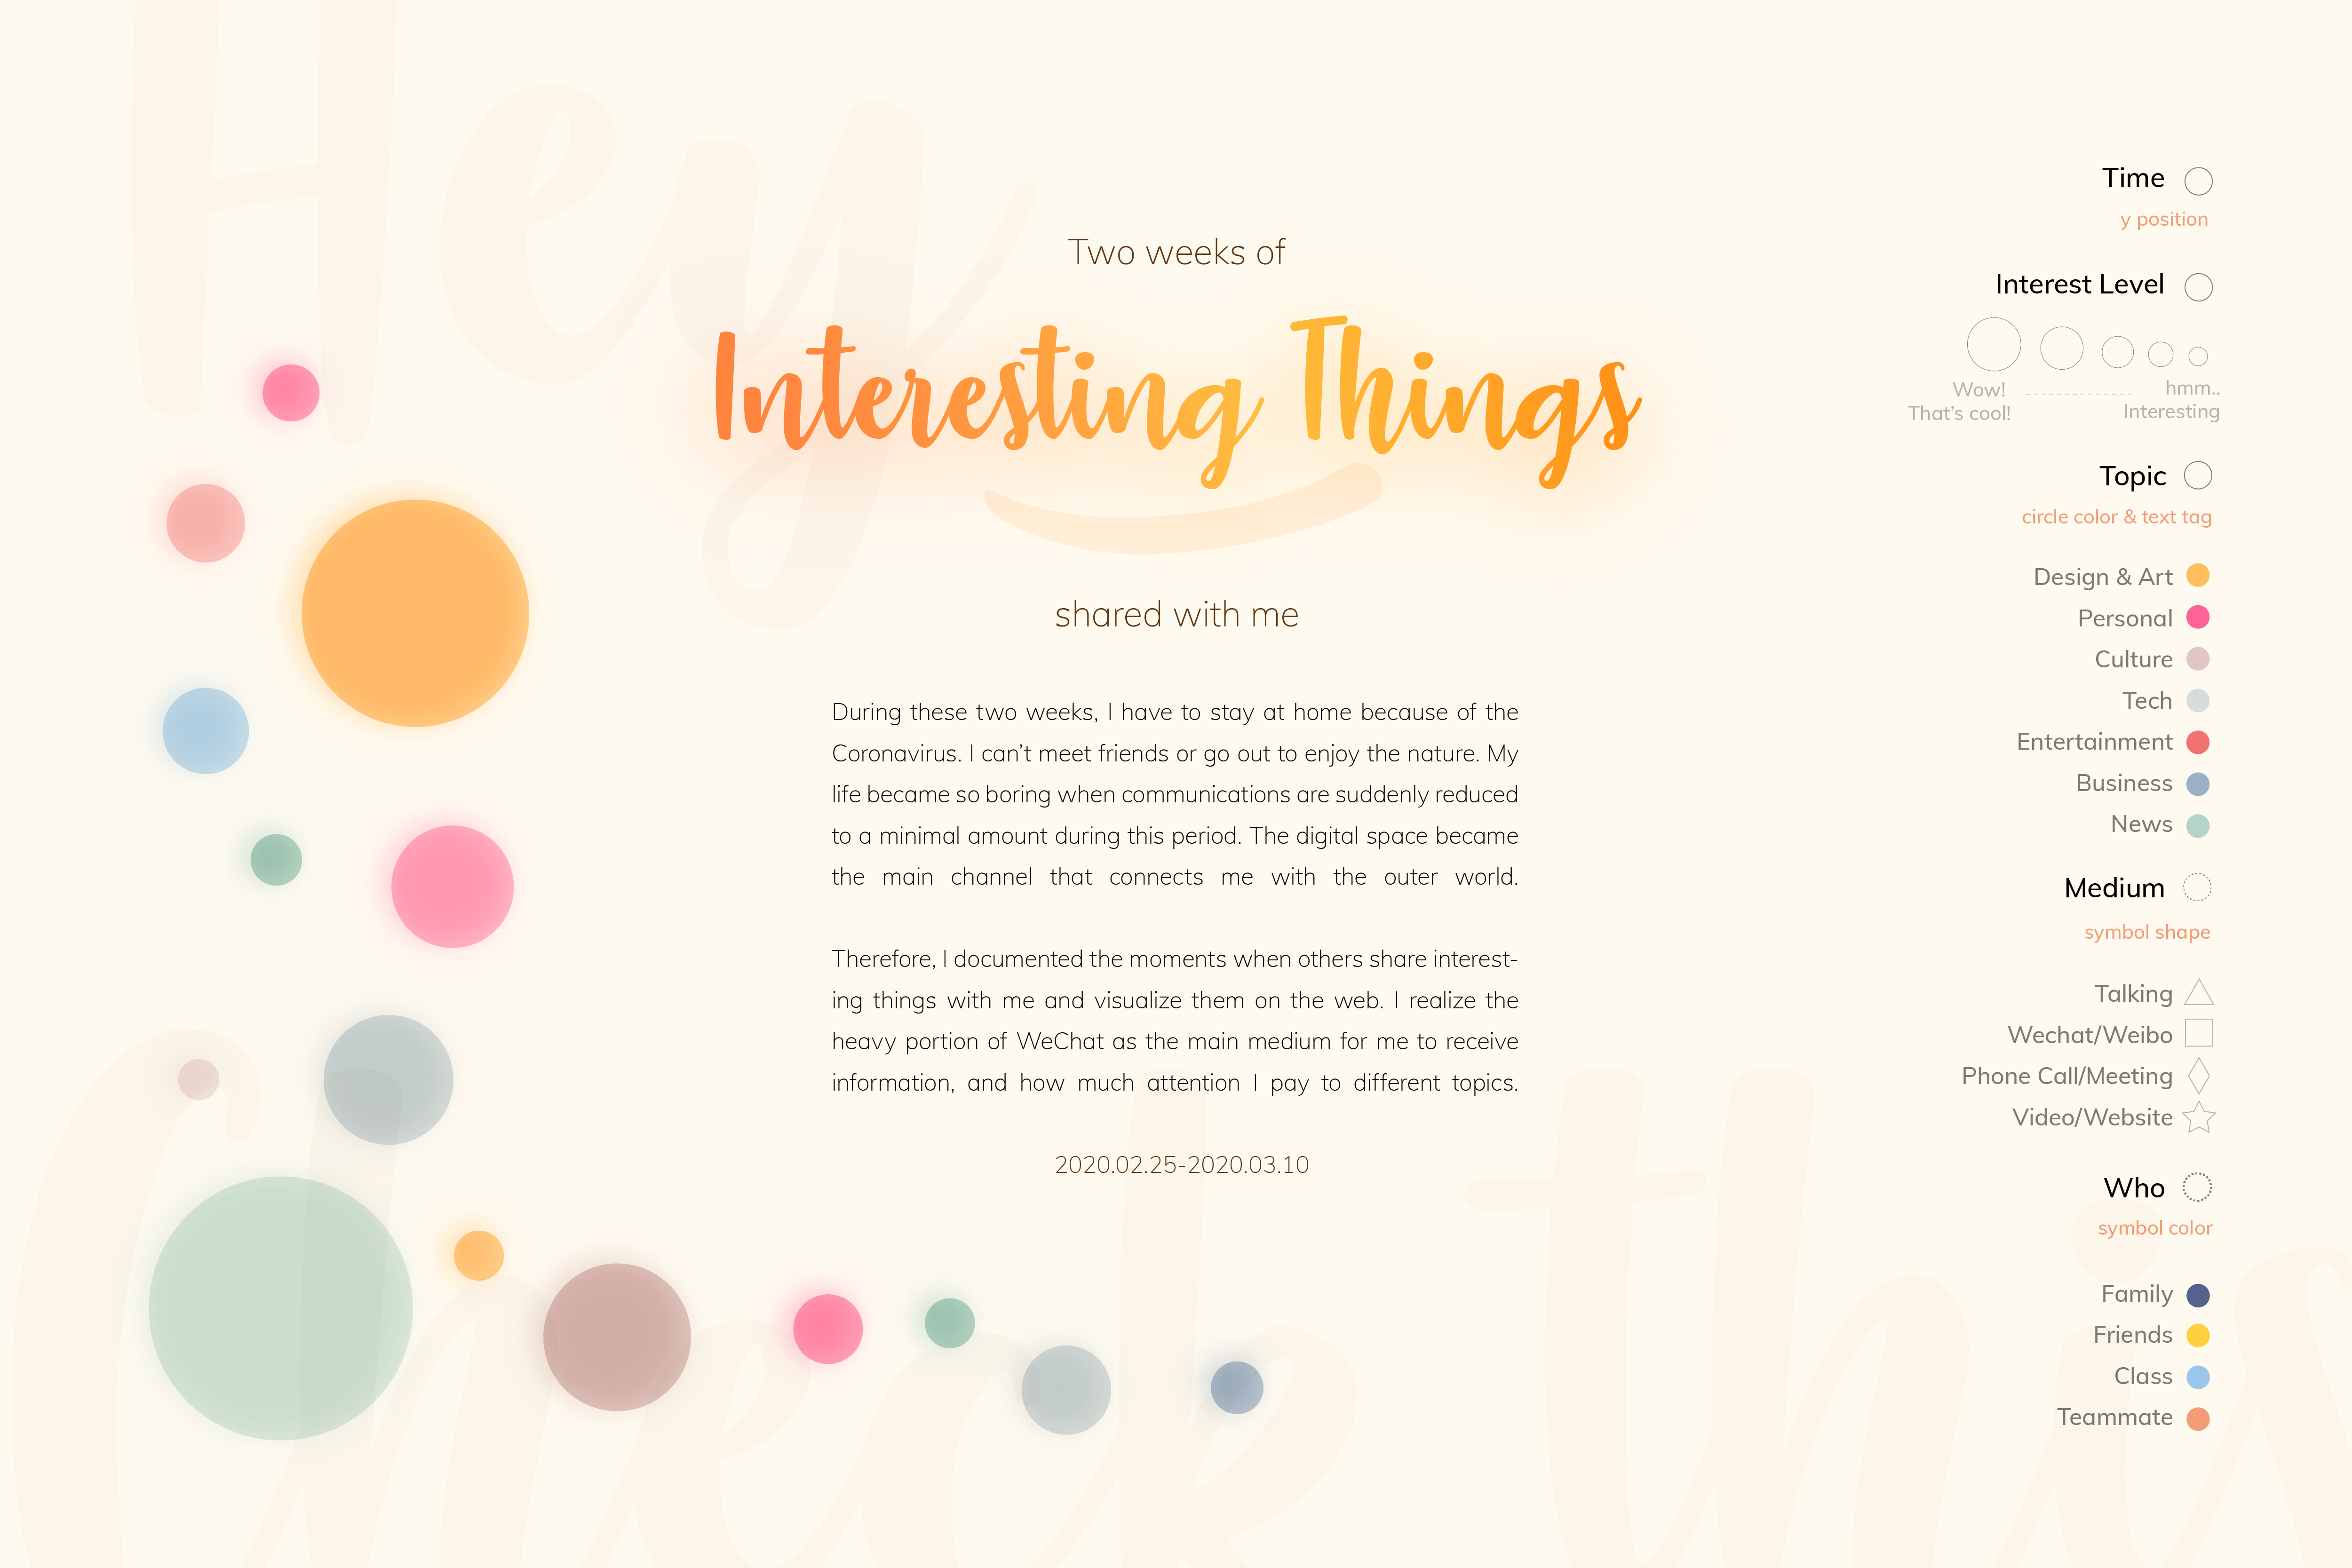 Hey
Two weeks of
Interesting Things
shared with me
During these two weeks, I have to stay at home because of the
Coronavirus. I can’t meet friends or go out to enjoy the nature. My
life became so boring when communications are suddenly reduced
to a minimal amount during this period. The digital space became
the main channel that connects me with the outer world.
Therefore, I documented the moments when others share interest-
ing things with me and visualize them on the web. I realize the
heavy portion of WeChat as the main medium for me to receive
information, and how much attention I pay to different topics.
2020.02.25-2020.03.10
Check this
Time
y position
Interest Level
Wow!
That’s cool!
hmm..
Interesting
Topic
circle color & text tag
Design & Art
Personal
Culture
Tech
Entertainment
Business
News
Medium
symbol shape
Talking
Wechat/Weibo
Phone Call/Meeting
Video/Website
Who
symbol color
Family
Friends
Class
Teammate